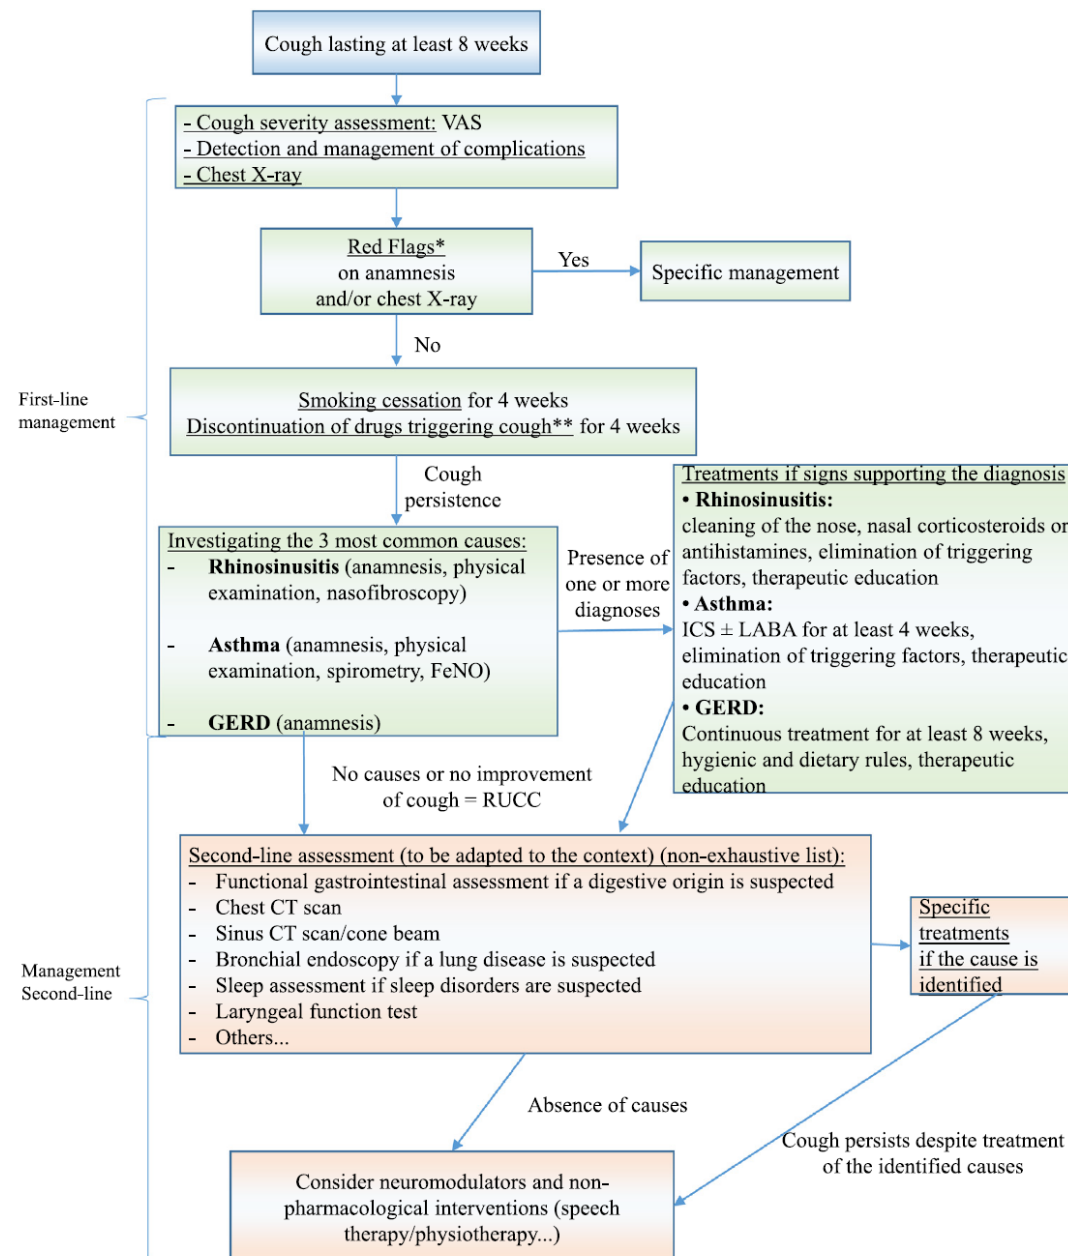 Cough lasting at least 8 weeks
- Cough severity assessment: VAS
- Detection and management of complications
- Chest X-ray
Red Flags*
on anamnesis
and/or chest X-ray
Yes
Specific management
No
First-line
management
Smoking cessation for 4 weeks
Discontinuation of drugs triggering cough** for 4 weeks
Cough
persistence
Investigating the 3 most common causes:
- Rhinosinusitis (anamnesis, physical
examination, nasofibroscopy)
- Asthma (anamnesis, physical
examination, spirometry, FeNO)
- GERD (anamnesis)
Presence of
one or more
diagnoses
Treatments if signs supporting the diagnosis
• Rhinosinusitis:
cleaning of the nose, nasal corticosteroids or
antihistamines, elimination of triggering
factors, therapeutic education
• Asthma:
ICS ± LABA for at least 4 weeks,
elimination of triggering factors, therapeutic
education
• GERD:
Continuous treatment for at least 8 weeks,
hygienic and dietary rules, therapeutic
education
No causes or no improvement
of cough = RUCC
Management
Second-line
Second-line assessment (to be adapted to the context) (non-exhaustive list):
- Functional gastrointestinal assessment if a digestive origin is suspected
- Chest CT scan
- Sinus CT scan/cone beam
- Bronchial endoscopy if a lung disease is suspected
- Sleep assessment if sleep disorders are suspected
- Laryngeal function test
- Others...
Specific
treatments
if the cause is
identified
Absence of causes
Cough persists despite treatment
of the identified causes
Consider neuromodulators and non-
pharmacological interventions (speech
therapy/physiotherapy...)